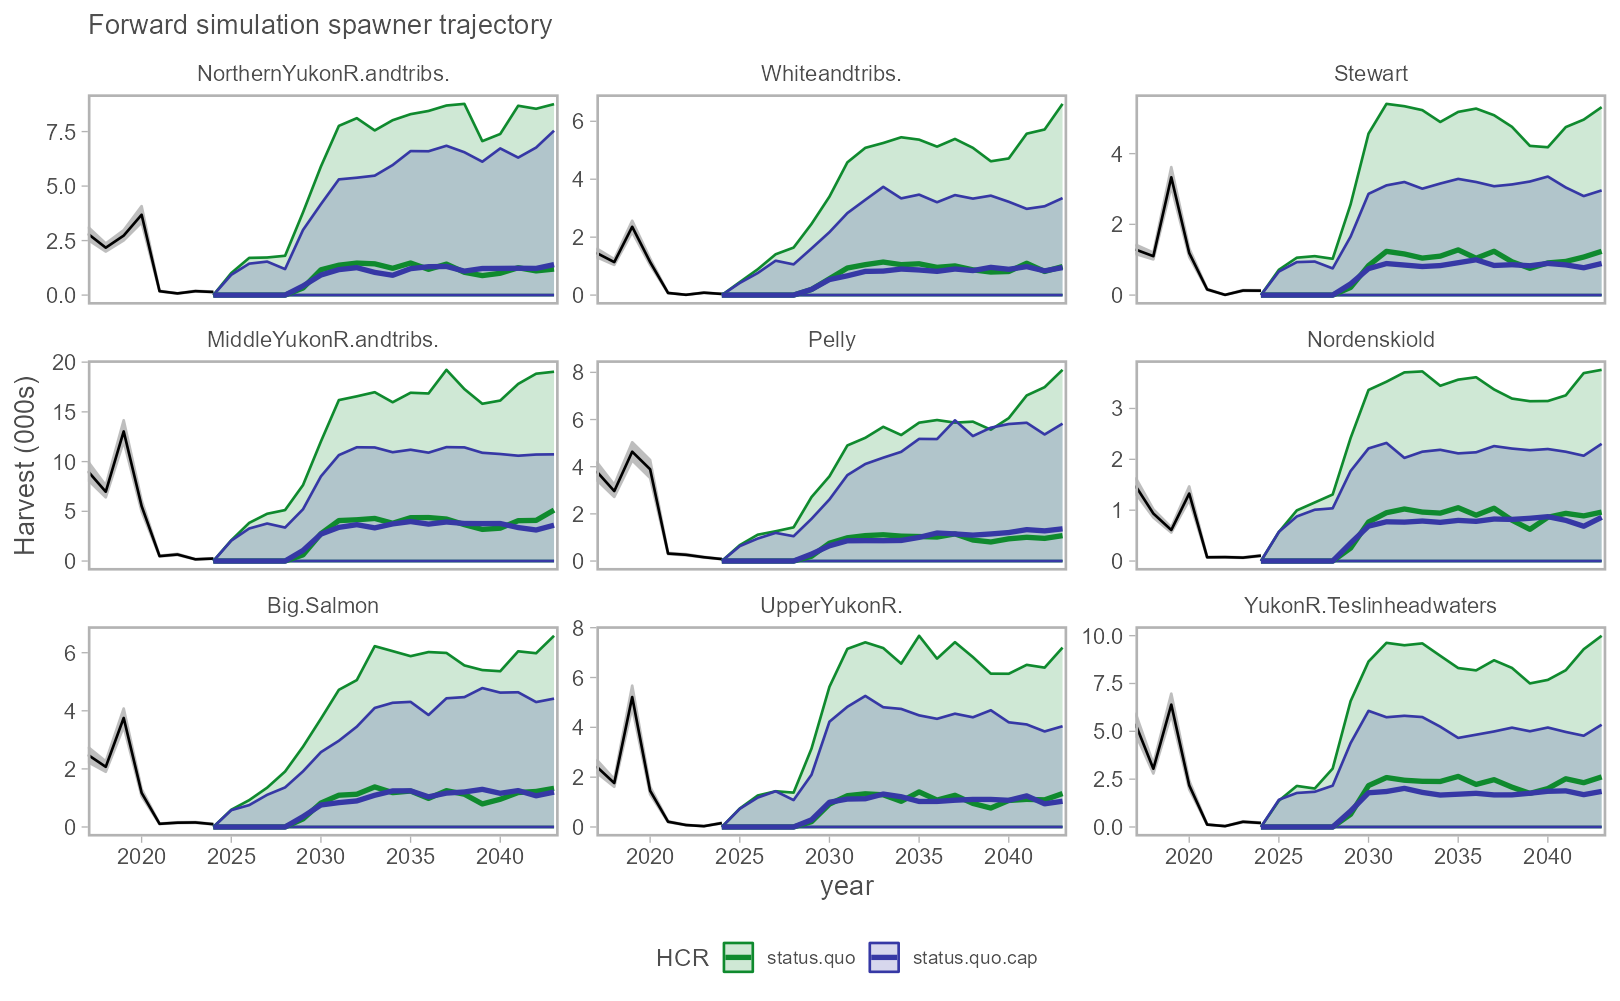 Forward simulation spawner trajectory
NorthernYukonR.andtribs.
Whiteandtribs.
Stewart
7.5
5.0
2.5
0.0
6
4
2
0
4
2
0
MiddleYukonR.andtribs.
Pelly
Nordenskiold
Harvest (000s)
20
15
10
5
0
8
6
4
2
0
3
2
1
0
Big.Salmon
UpperYukonR.
YukonR.Teslinheadwaters
6
4
2
0
8
6
4
2
0
10.0
7.5
5.0
2.5
0.0
2020 2025 2030 2035 2040
2020 2025 2030 2035 2040
2020 2025 2030 2035 2040
year
HCR status.quo status.quo.cap